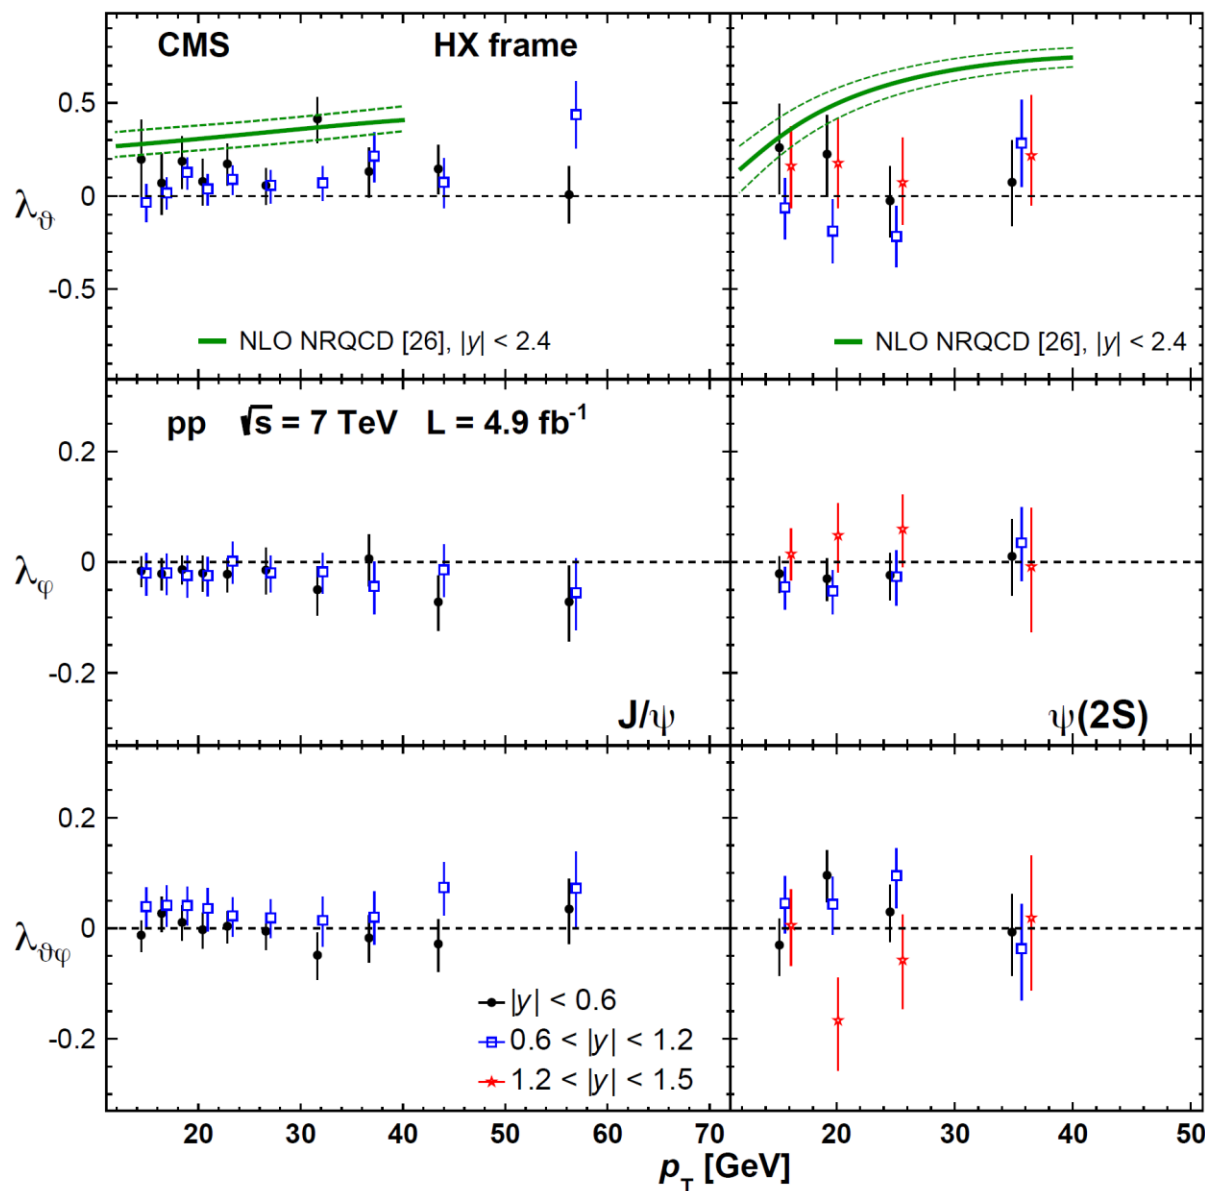 CMS HX frame
0.5
λϑ 0
-0.5
NLO NRQCD [26], |y| < 2.4
NLO NRQCD [26], |y| < 2.4
pp √s = 7 TeV L = 4.9 fb-1
0.2
λφ 0
-0.2
J/ψ
ψ(2S)
0.2
λϑφ 0
-0.2
|y| < 0.6
0.6 < |y| < 1.2
1.2 < |y| < 1.5
20 30 40 50 60 70 20 30 40 50
pT [GeV]